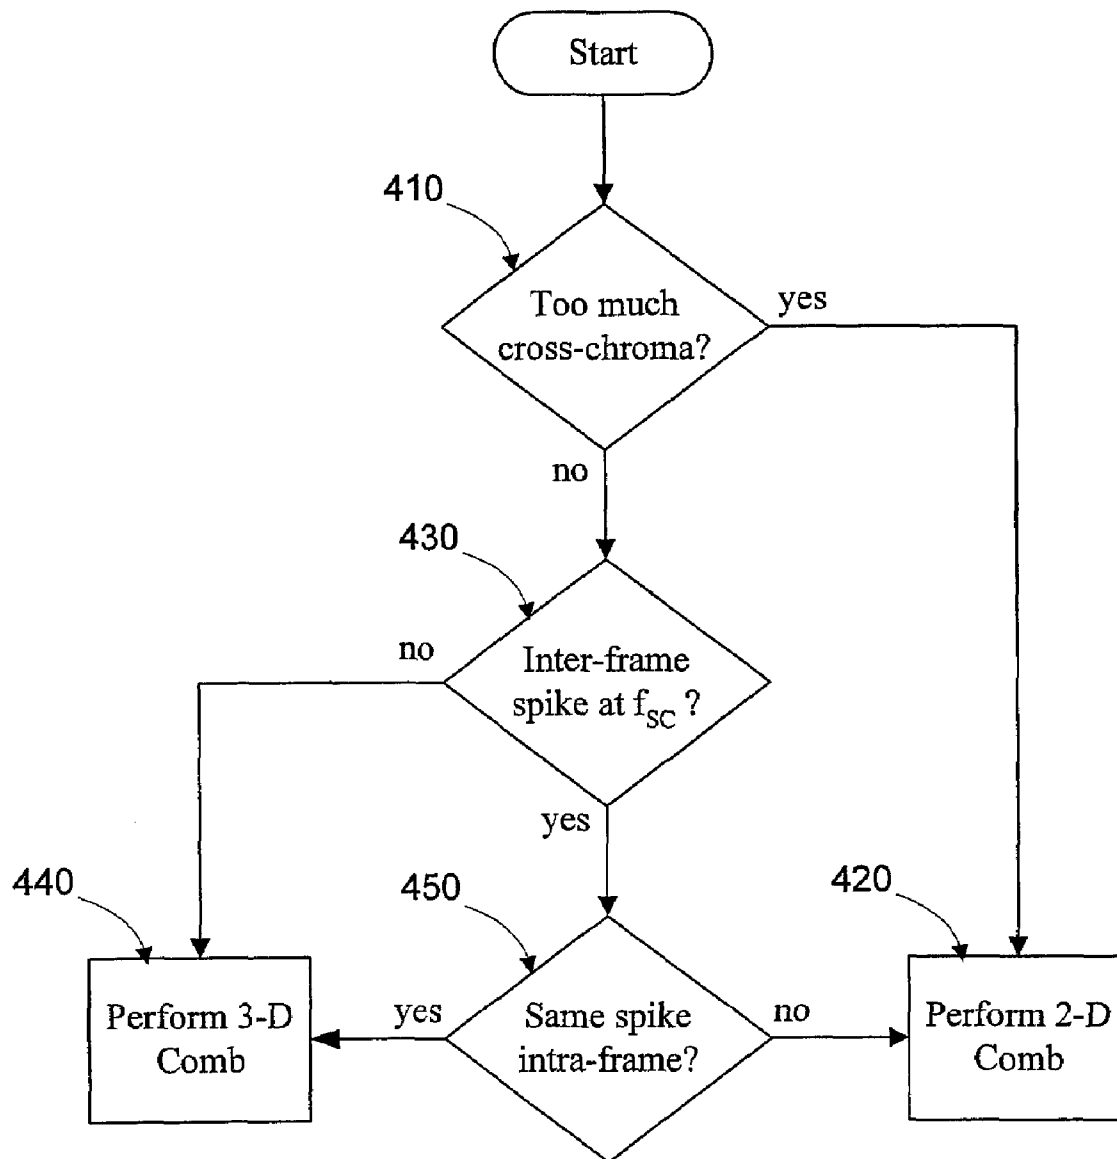 Start
410
Too much
cross-chroma?
yes
no
430
Inter-frame
spike at fSC ?
no
yes
440
450
420
Perform 3-D
Comb
yes
Same spike
intra-frame?
no
Perform 2-D
Comb